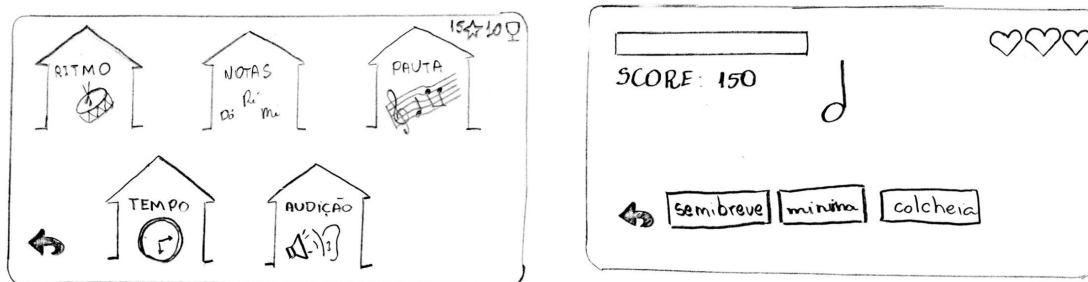 15 10
RITMO
NOTAS
PAUTA
Dó Ré Mi
TEMPO
AUDIÇÃO
SCORE: 150
semibreve
mínima
colcheia